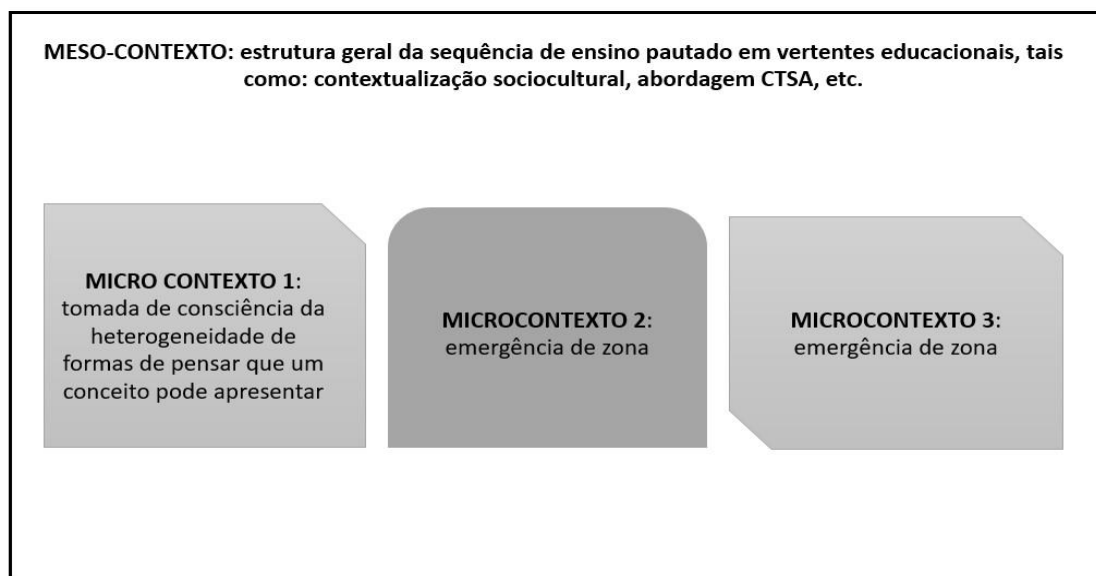 MESO-CONTEXTO: estrutura geral da sequência de ensino pautado em vertentes educacionais, tais
como: contextualização sociocultural, abordagem CTSA, etc.
MICRO CONTEXTO 1:
tomada de consciência da
heterogeneidade de
formas de pensar que um
conceito pode apresentar
MICROCONTEXTO 2:
emergência de zona
MICROCONTEXTO 3:
emergência de zona